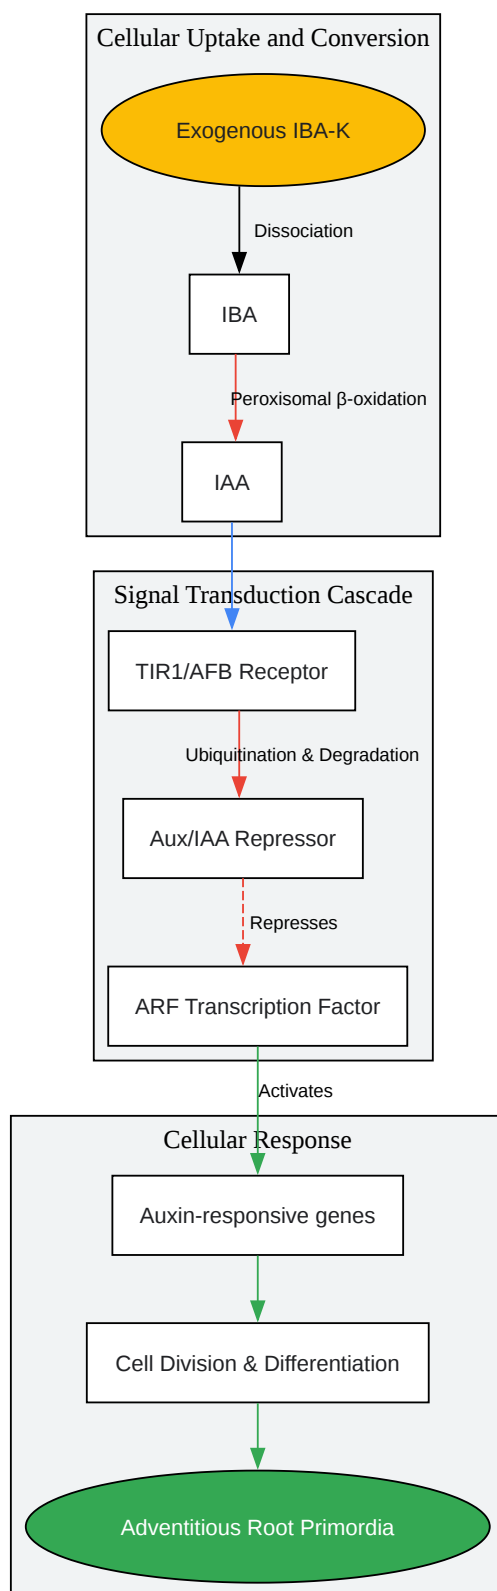 Cellular Uptake and Conversion
Exogenous IBA-K
Dissociation
IBA
Peroxisomal β-oxidation
IAA
Signal Transduction Cascade
TIR1/AFB Receptor
Ubiquitination & Degradation
Aux/IAA Repressor
Represses
ARF Transcription Factor
Activates
Cellular Response
Auxin-responsive genes
Cell Division & Differentiation
Adventitious Root Primordia